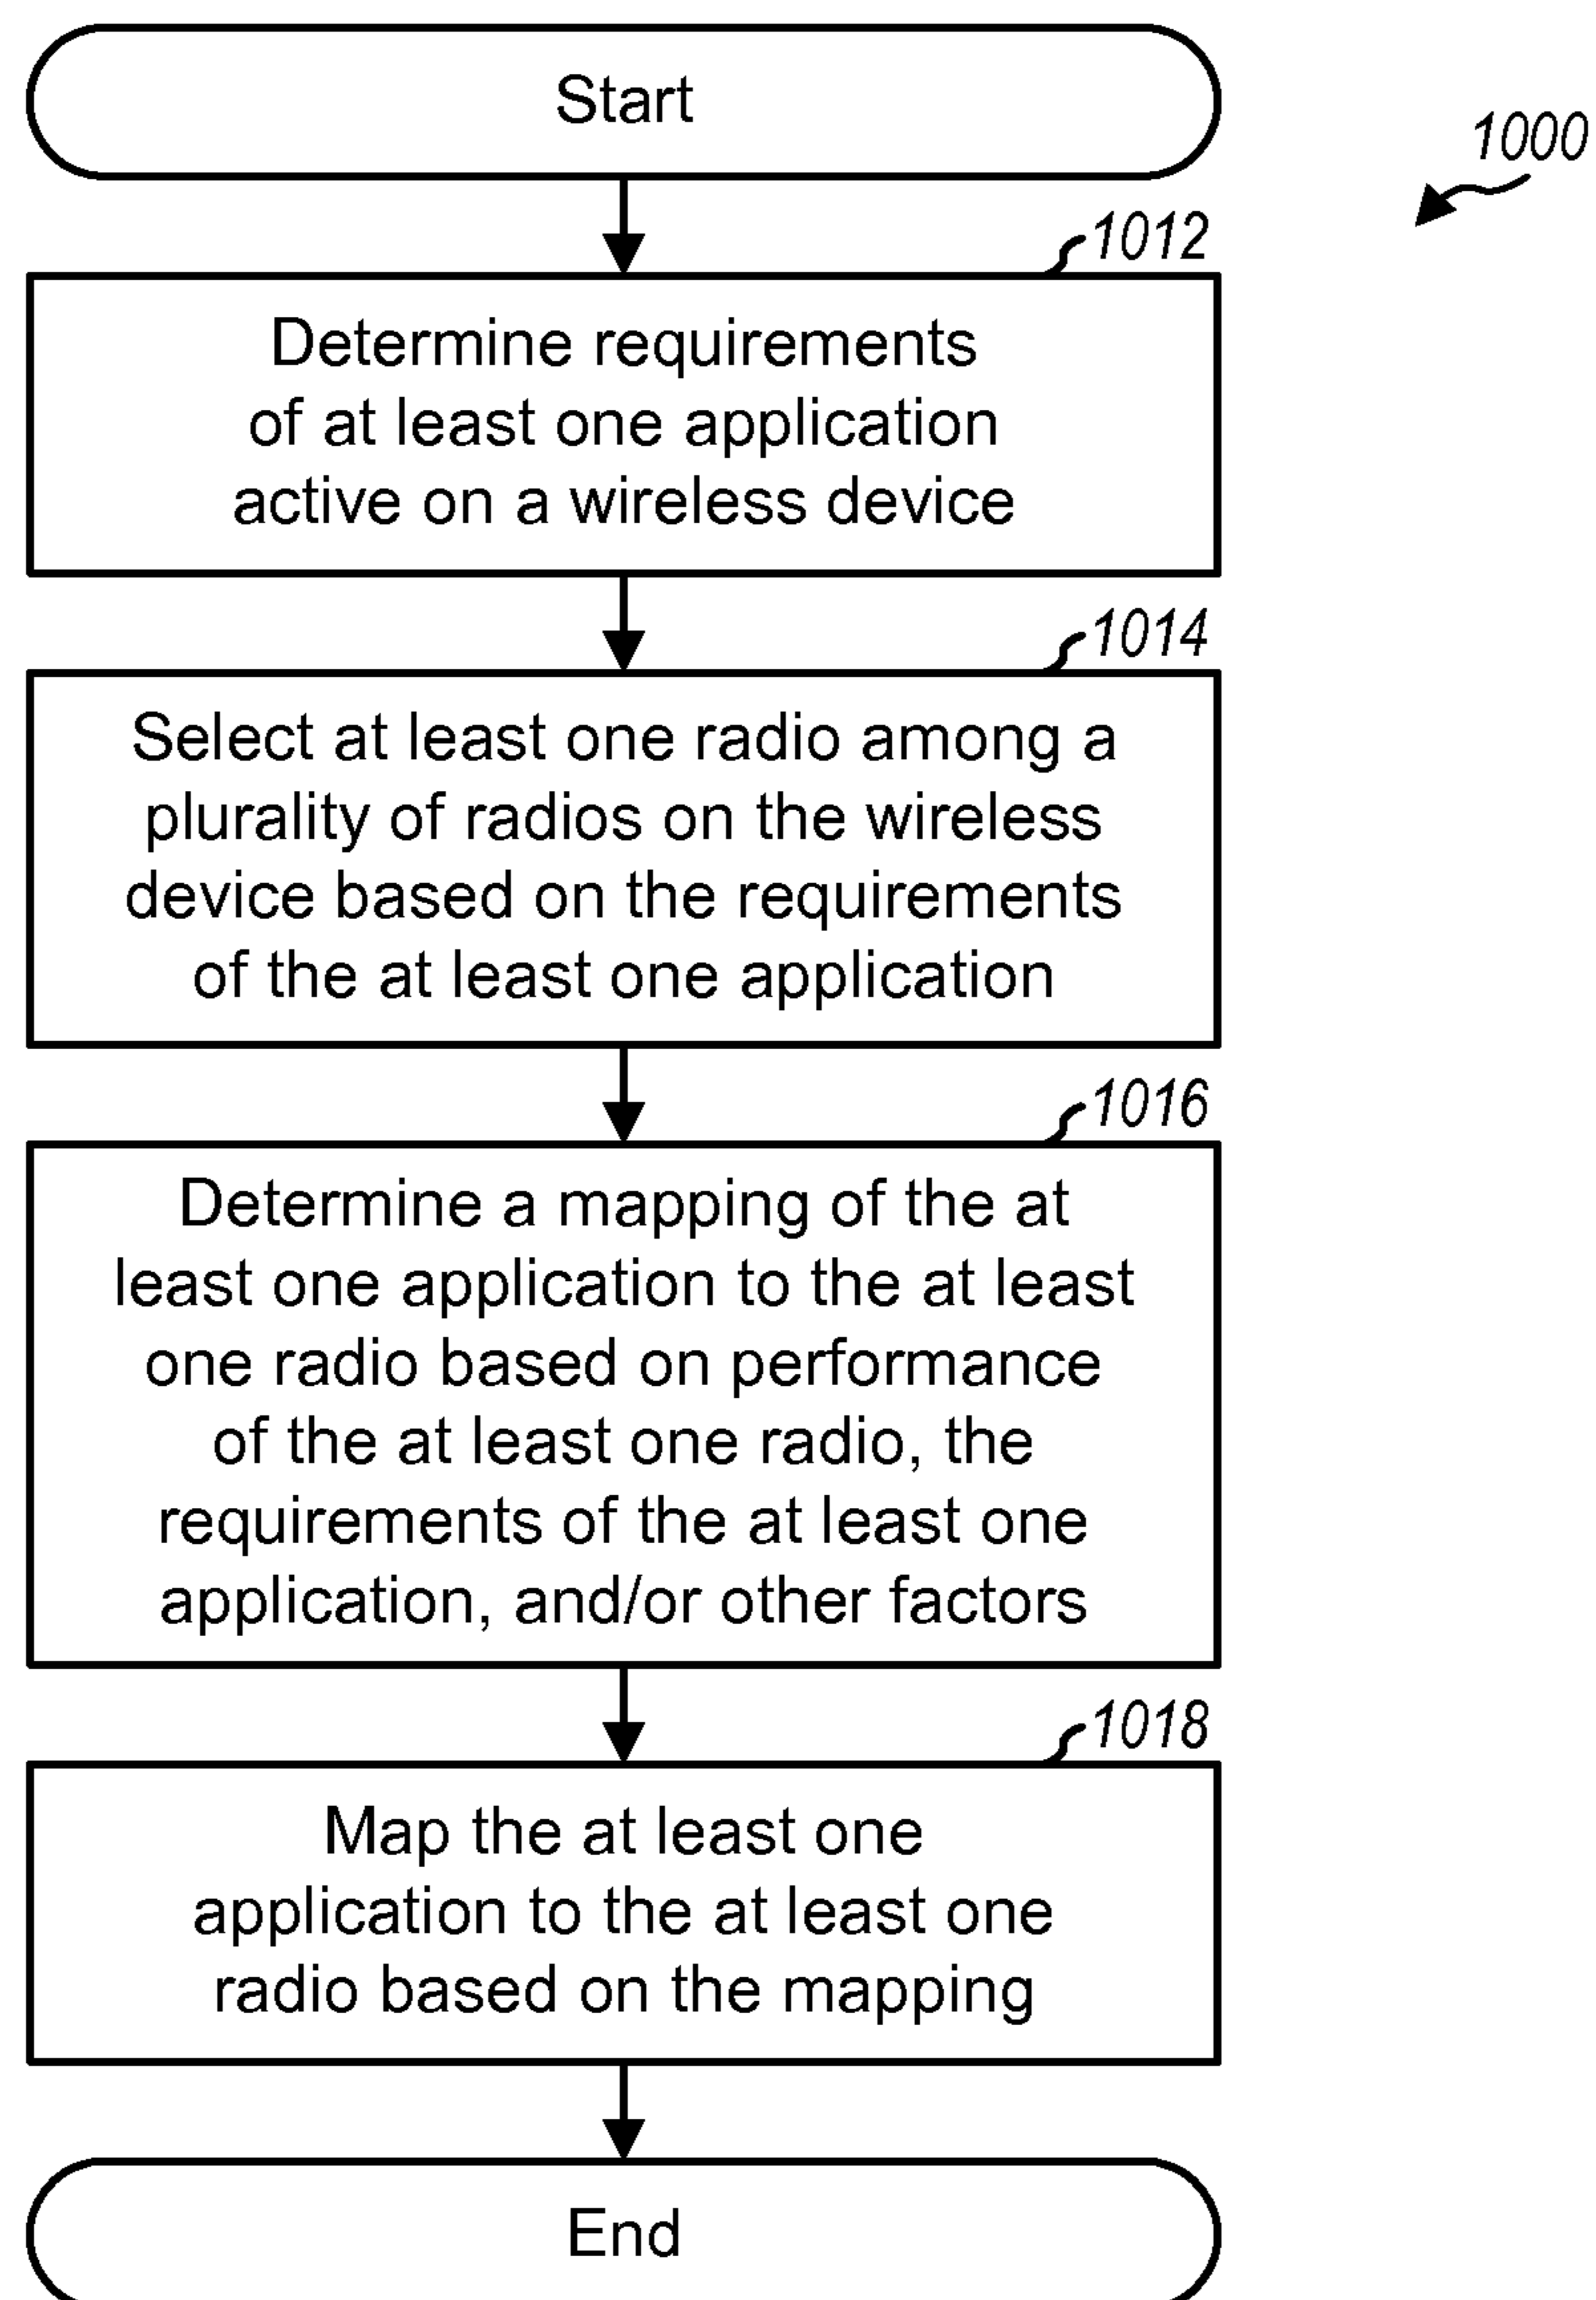 Start
1000
1012
Determine requirements
of at least one application
active on a wireless device
1014
Select at least one radio among a
plurality of radios on the wireless
device based on the requirements
of the at least one application
1016
Determine a mapping of the at
least one application to the at least
one radio based on performance
of the at least one radio, the
requirements of the at least one
application, and/or other factors
1018
Map the at least one
application to the at least one
radio based on the mapping
End